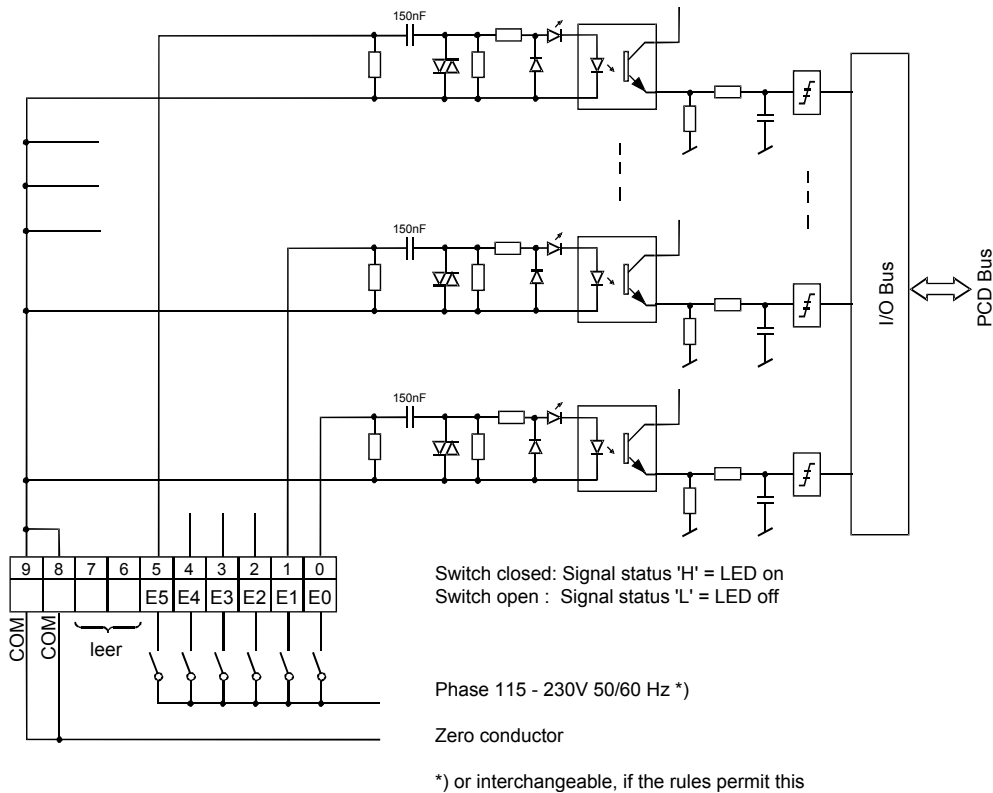 150nF
150nF
150nF
I/O Bus
PCD Bus
9 8 7 6 5 4 3 2 1 0
E5 E4 E3 E2 E1 E0
COM
COM
leer
Switch closed: Signal status 'H' = LED on
Switch open : Signal status 'L' = LED off
Phase 115 - 230V 50/60 Hz *)
Zero conductor
*) or interchangeable, if the rules permit this